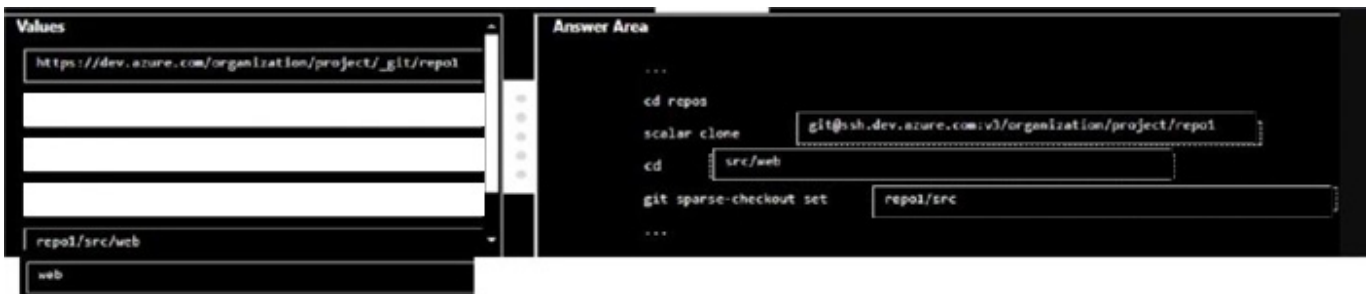 Values
https://dev.azure.com/organization/project/_git/repo1
repo1/src/web
web
Answer Area
...
cd repos
scalar clone git@ssh.dev.azure.com:v3/organization/project/repo1
cd src/web
git sparse-checkout set repo1/src
...